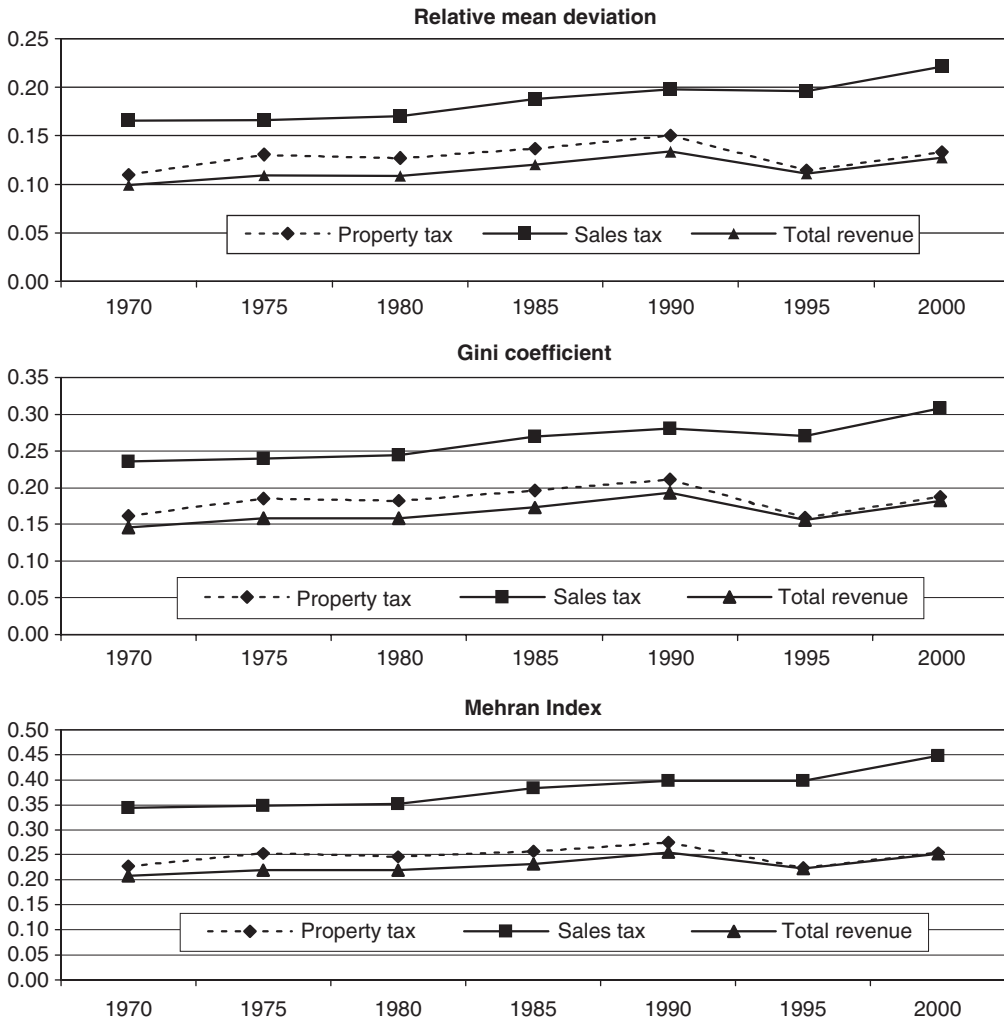 Relative mean deviation
0.25
0.20
0.15
0.10
0.05
0.00
Property tax Sales tax Total revenue
1970 1975 1980 1985 1990 1995 2000
Gini coefficient
0.35
0.30
0.25
0.20
0.15
0.10
0.05
0.00
Property tax Sales tax Total revenue
1970 1975 1980 1985 1990 1995 2000
Mehran Index
0.50
0.45
0.40
0.35
0.30
0.25
0.20
0.15
0.10
0.05
0.00
Property tax Sales tax Total revenue
1970 1975 1980 1985 1990 1995 2000